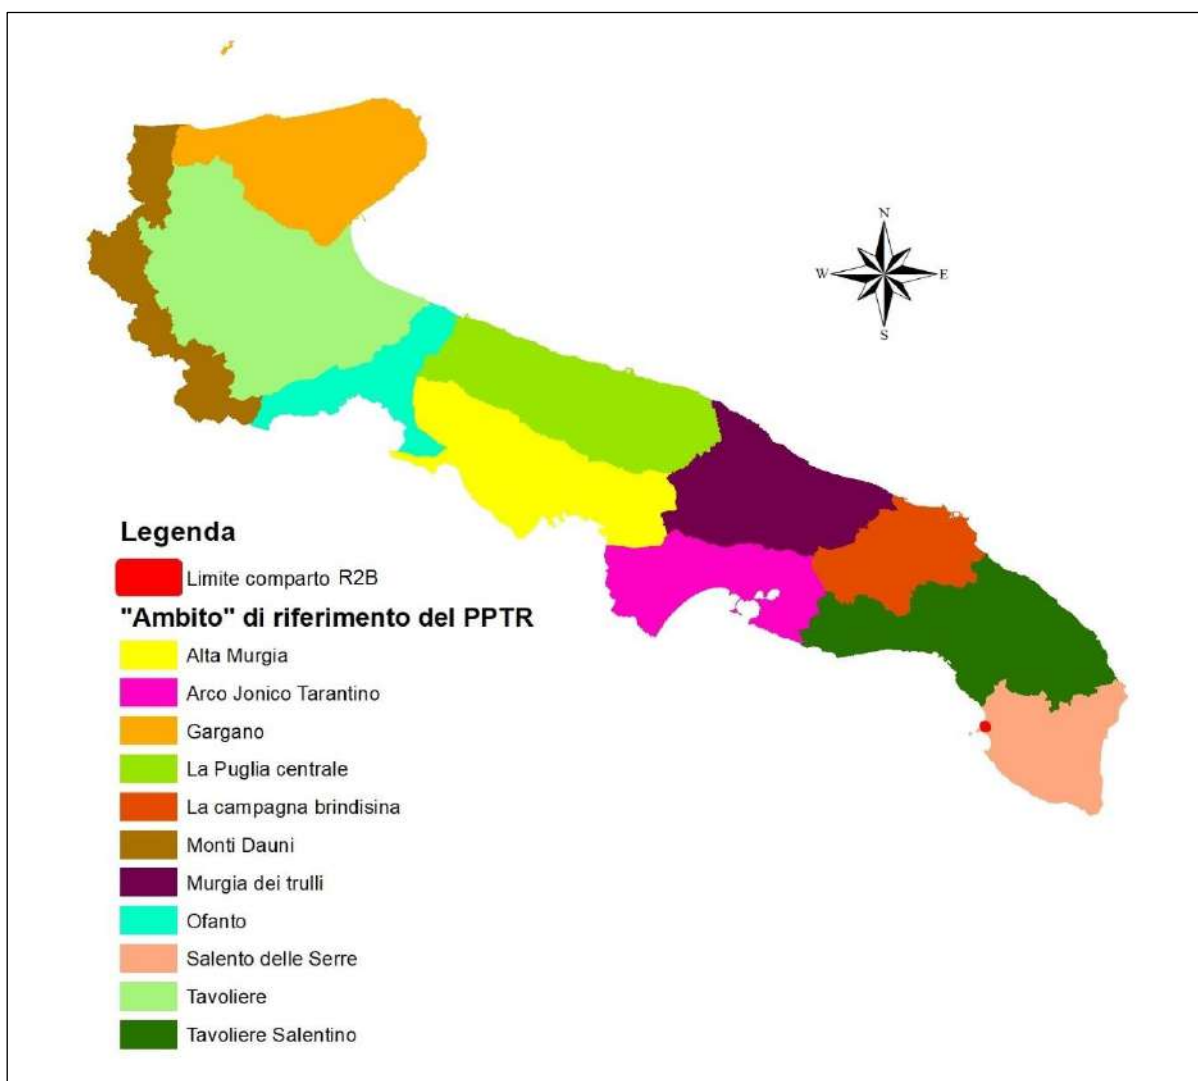 N
W E
S
Legenda
Limite comparto R2B
"Ambito" di riferimento del PPTR
Alta Murgia
Arco Jonico Tarantino
Gargano
La Puglia centrale
La campagna brindisina
Monti Dauni
Murgia dei trulli
Ofanto
Salento delle Serre
Tavoliere
Tavoliere Salentino